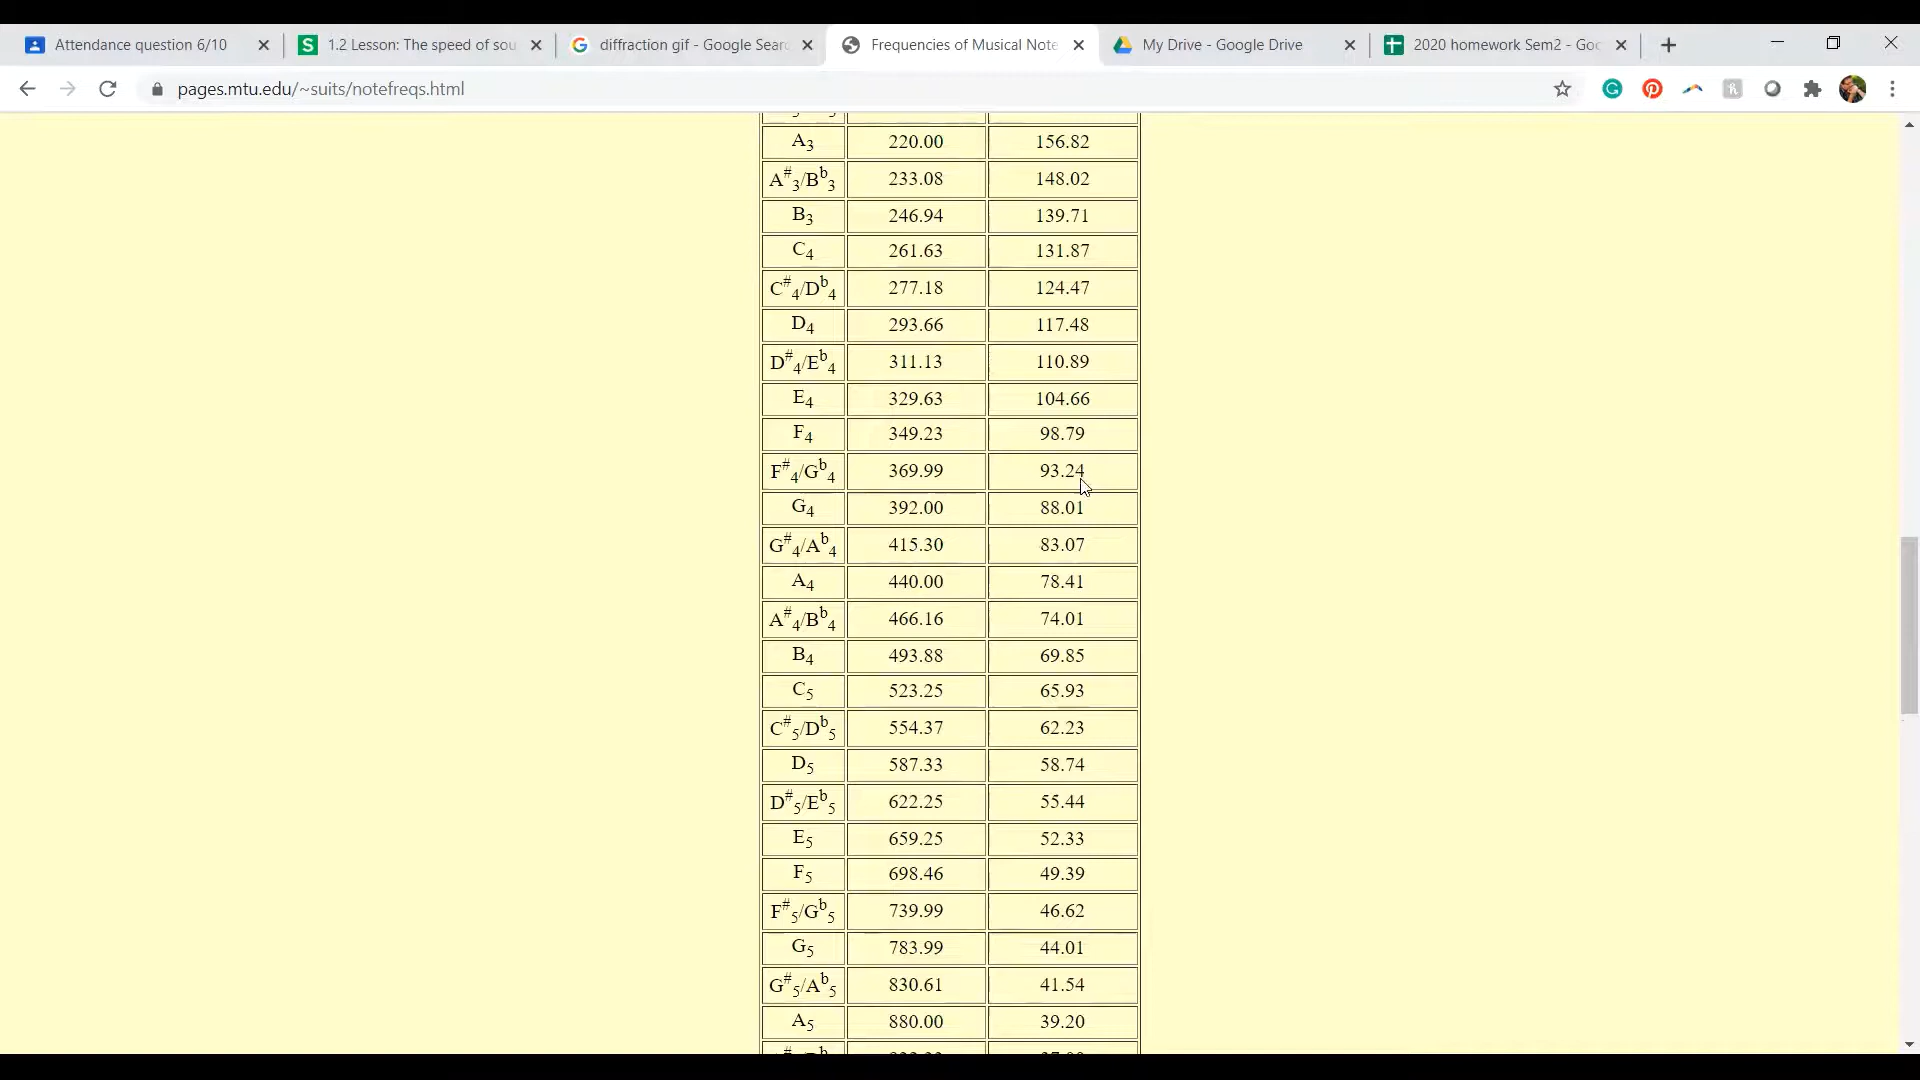 Attendance question 6/10
1.2 Lesson: The speed of sou
diffraction gif - Google Sear
Frequencies of Musical Note
My Drive - Google Drive
2020 homework Sem2 - Goo
pages.mtu.edu/~suits/notefreqs.html
A3 220.00 156.82
A#3/Bb3 233.08 148.02
B3 246.94 139.71
C4 261.63 131.87
C#4/Db4 277.18 124.47
D4 293.66 117.48
D#4/Eb4 311.13 110.89
E4 329.63 104.66
F4 349.23 98.79
F#4/Gb4 369.99 93.24
G4 392.00 88.01
G#4/Ab4 415.30 83.07
A4 440.00 78.41
A#4/Bb4 466.16 74.01
B4 493.88 69.85
C5 523.25 65.93
C#5/Db5 554.37 62.23
D5 587.33 58.74
D#5/Eb5 622.25 55.44
E5 659.25 52.33
F5 698.46 49.39
F#5/Gb5 739.99 46.62
G5 783.99 44.01
G#5/Ab5 830.61 41.54
A5 880.00 39.20